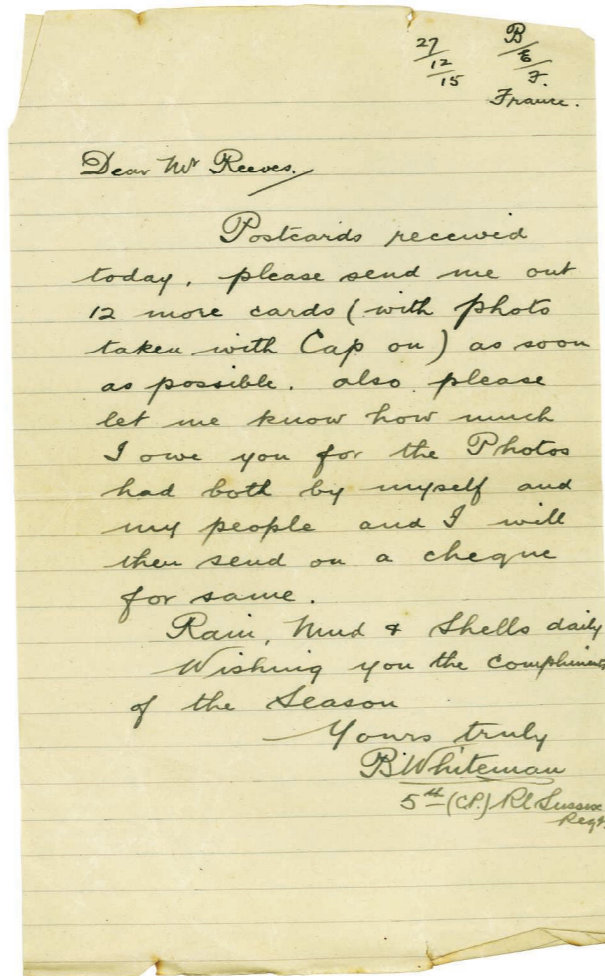 27/12/15
B/E/F.
France.
Dear Mr Reeves.
Postcards received
today, please send me out
12 more cards (with photo
taken with Cap on) as soon
as possible. also please
let me know how much
I owe you for the Photos
had both by myself and
my people and I will
then send on a cheque
for same.
Rain, Mud & Shells daily
Wishing you the compliments
of the Season
Yours truly
B Whiteman
5th (C.P.) Rl Sussex
Regt.